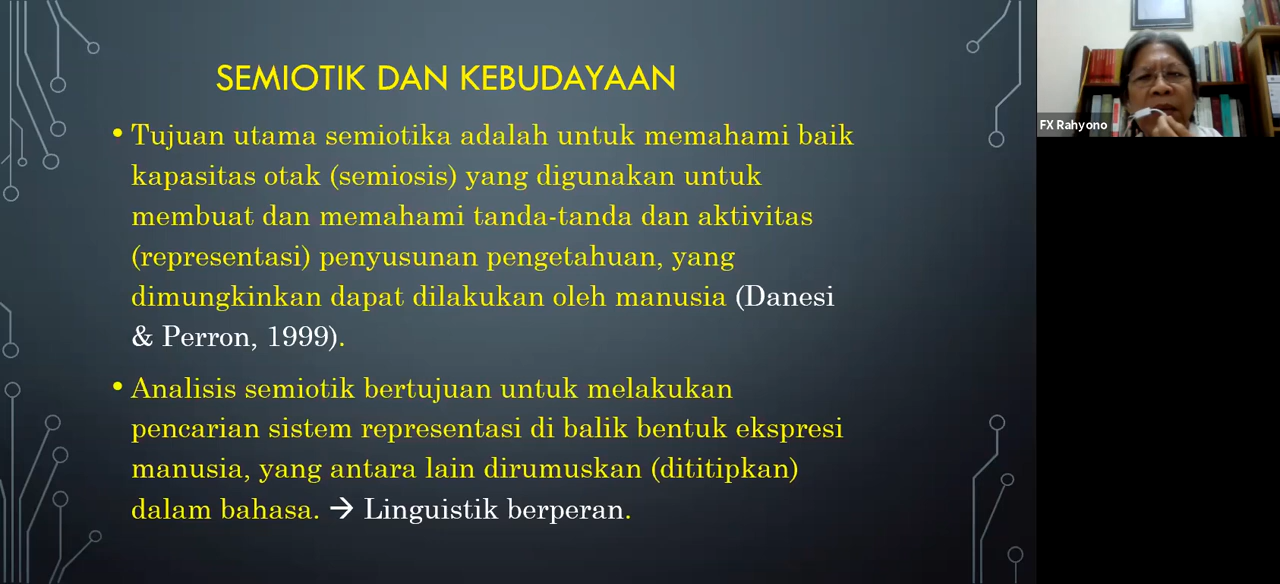 SEMIOTIK DAN KEBUDAYAAN
• Tujuan utama semiotika adalah untuk memahami baik
kapasitas otak (semiosis) yang digunakan untuk
membuat dan memahami tanda-tanda dan aktivitas
(representasi) penyusunan pengetahuan, yang
dimungkinkan dapat dilakukan oleh manusia (Danesi
& Perron, 1999).
• Analisis semiotik bertujuan untuk melakukan
pencarian sistem representasi di balik bentuk ekspresi
manusia, yang antara lain dirumuskan (dititipkan)
dalam bahasa. → Linguistik berperan.
FX Rahyono